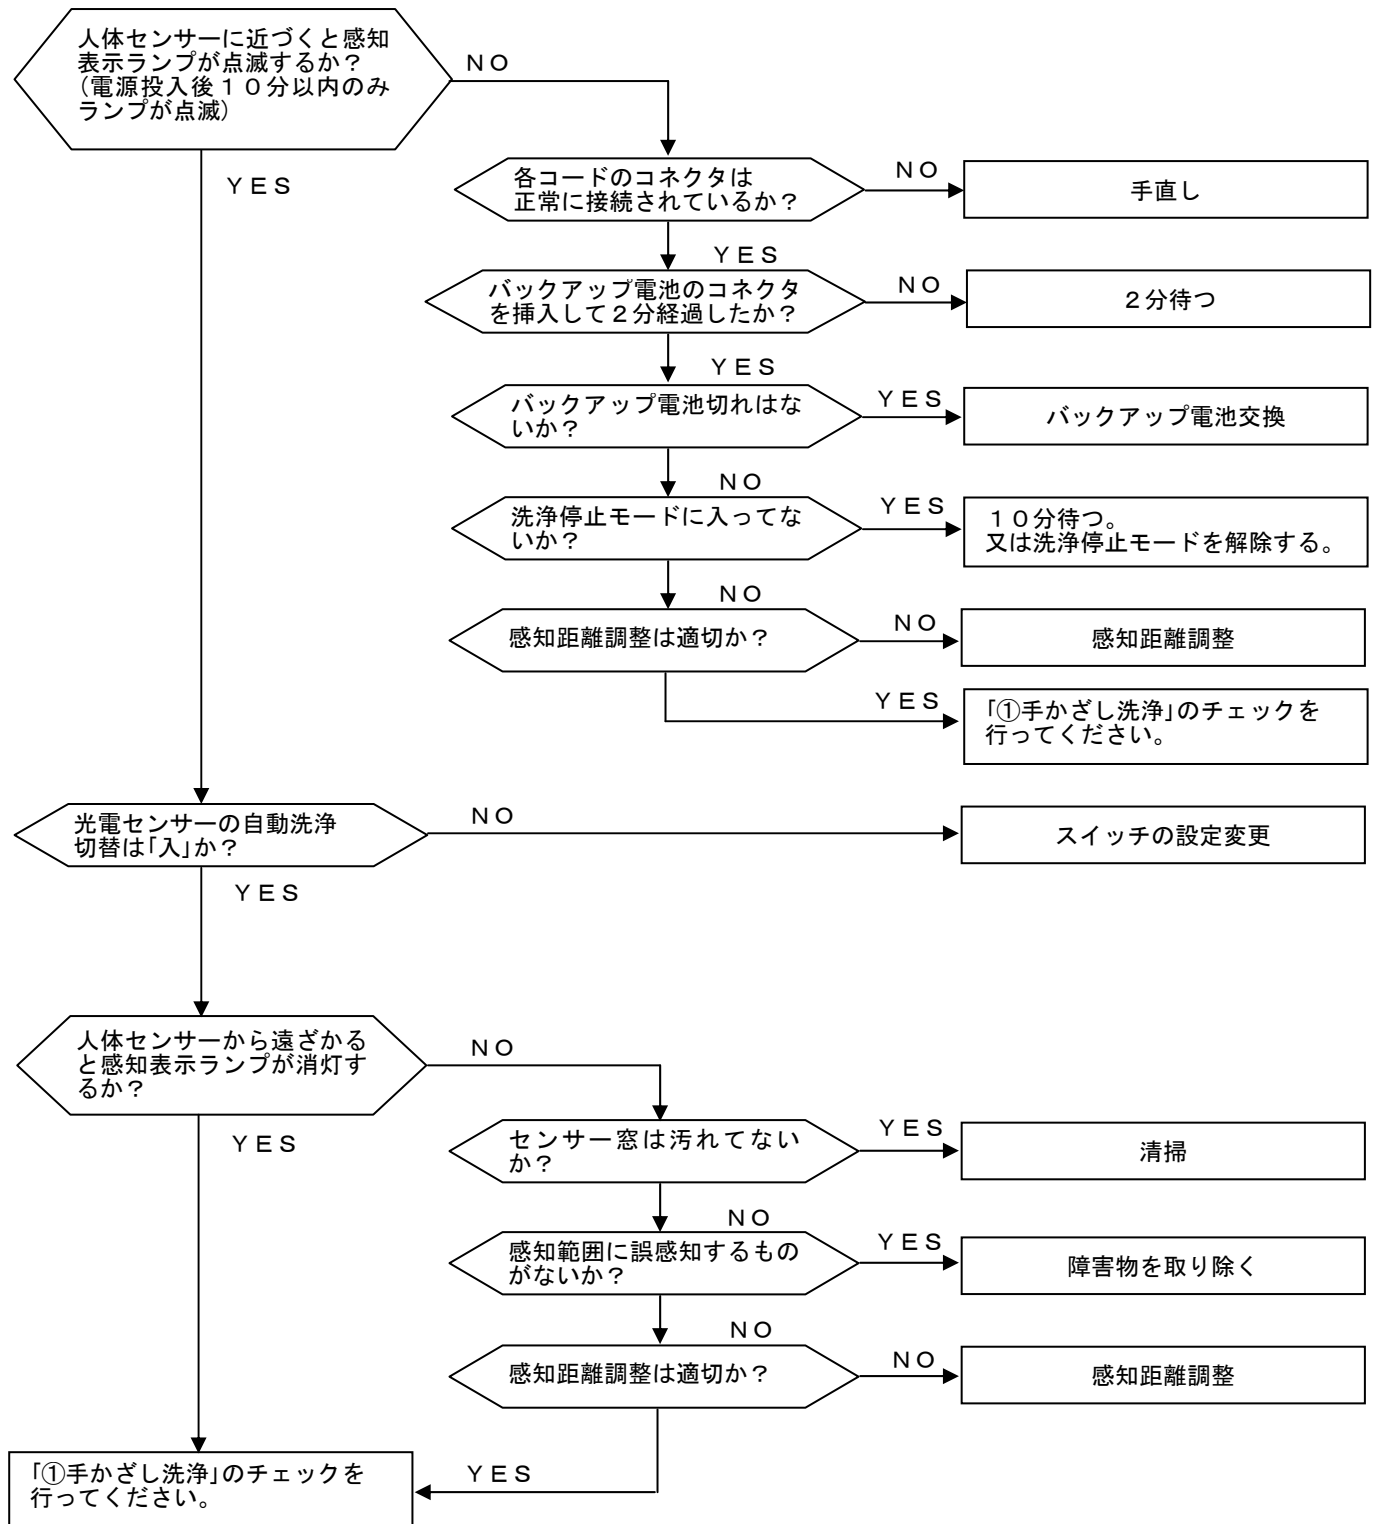 人体センサーに近づくと感知
表示ランプが点滅するか？
（電源投入後１０分以内のみ
ランプが点滅）
ＮＯ
ＹＥＳ
各コードのコネクタは
正常に接続されているか？
ＮＯ
手直し
ＹＥＳ
バックアップ電池のコネクタ
を挿入して２分経過したか？
ＮＯ
２分待つ
ＹＥＳ
バックアップ電池切れはな
いか？
ＹＥＳ
バックアップ電池交換
ＮＯ
洗浄停止モードに入ってな
いか？
ＹＥＳ
１０分待つ。
又は洗浄停止モードを解除する。
ＮＯ
感知距離調整は適切か？
ＮＯ
感知距離調整
ＹＥＳ
「①手かざし洗浄」のチェックを
行ってください。
光電センサーの自動洗浄
切替は「入」か？
ＮＯ
スイッチの設定変更
ＹＥＳ
人体センサーから遠ざかる
と感知表示ランプが消灯す
るか？
ＮＯ
ＹＥＳ
センサー窓は汚れてない
か？
ＹＥＳ
清掃
ＮＯ
感知範囲に誤感知するもの
がないか？
ＹＥＳ
障害物を取り除く
ＮＯ
感知距離調整は適切か？
ＮＯ
感知距離調整
ＹＥＳ
「①手かざし洗浄」のチェックを
行ってください。